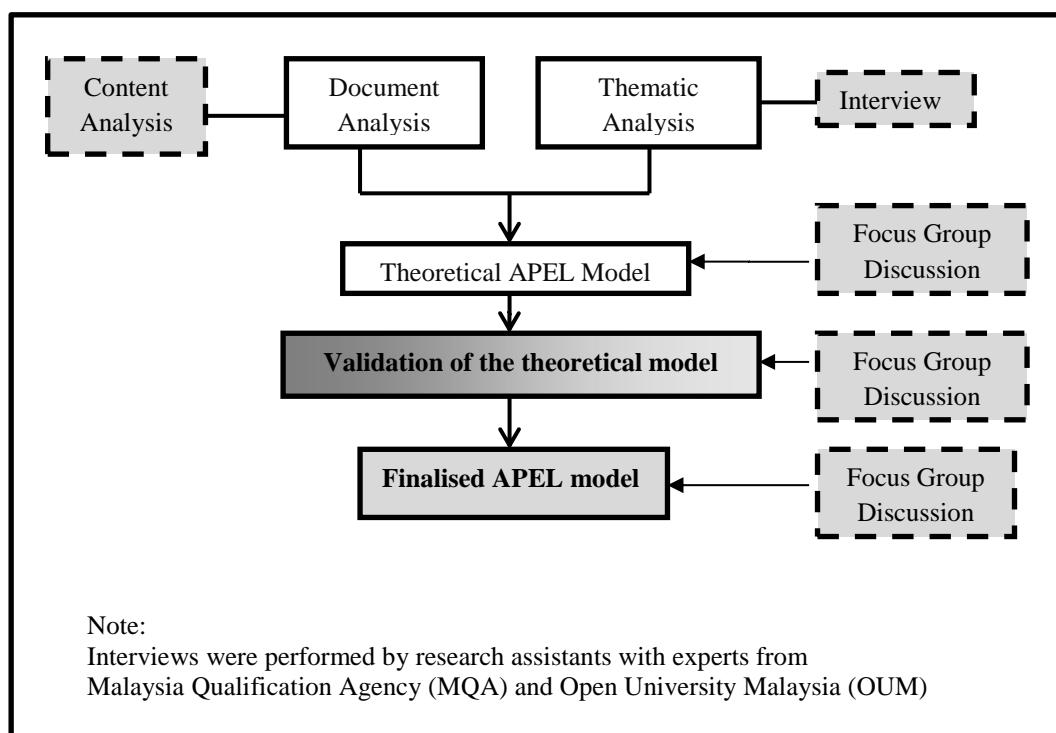 Content
Analysis
Document
Analysis
Thematic
Analysis
Interview
Theoretical APEL Model
Focus Group
Discussion
Validation of the theoretical model
Focus Group
Discussion
Finalised APEL model
Focus Group
Discussion
Note:
Interviews were performed by research assistants with experts from
Malaysia Qualification Agency (MQA) and Open University Malaysia (OUM)